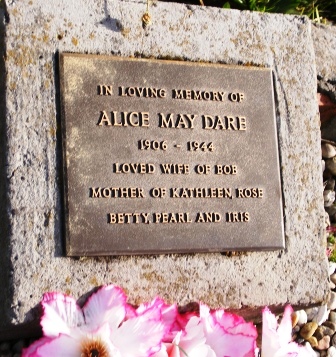 IN LOVING MEMORY OF
ALICE MAY DARE
1906 - 1944
LOVED WIFE OF BOB
MOTHER OF KATHLEEN, ROSE
BETTY, PEARL AND IRIS